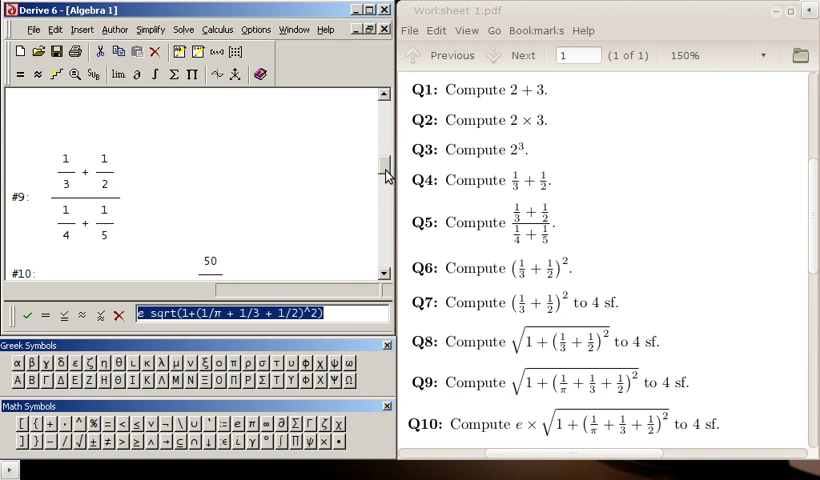 Derive 6 - [Algebra 1]
File Edit Insert Author Simplify Solve Calculus Options Window Help
lim ∂ ∫ Σ Π
#9: (1/3 + 1/2)/(1/4 + 1/5)
#10: 50
e sqrt(1+(1/π + 1/3 + 1/2)^2)
Greek Symbols
α β γ δ ε ζ η θ ι κ λ μ ν ξ ο π ρ σ τ υ φ χ ψ ω
Α Β Γ Δ Ε Ζ Η Θ Ι Κ Λ Μ Ν Ξ Ο Π Ρ Σ Τ Υ Φ Χ Ψ Ω
Math Symbols
Worksheet 1.pdf
File Edit View Go Bookmarks Help
Previous Next 1 (1 of 1) 150%
Q1: Compute 2 + 3.
Q2: Compute 2 × 3.
Q3: Compute 2³.
Q4: Compute 1/3 + 1/2.
Q5: Compute (1/3 + 1/2)/(1/4 + 1/5).
Q6: Compute (1/3 + 1/2)².
Q7: Compute (1/3 + 1/2)² to 4 sf.
Q8: Compute √(1 + (1/3 + 1/2)²) to 4 sf.
Q9: Compute √(1 + (1/π + 1/3 + 1/2)²) to 4 sf.
Q10: Compute e × √(1 + (1/π + 1/3 + 1/2)²) to 4 sf.